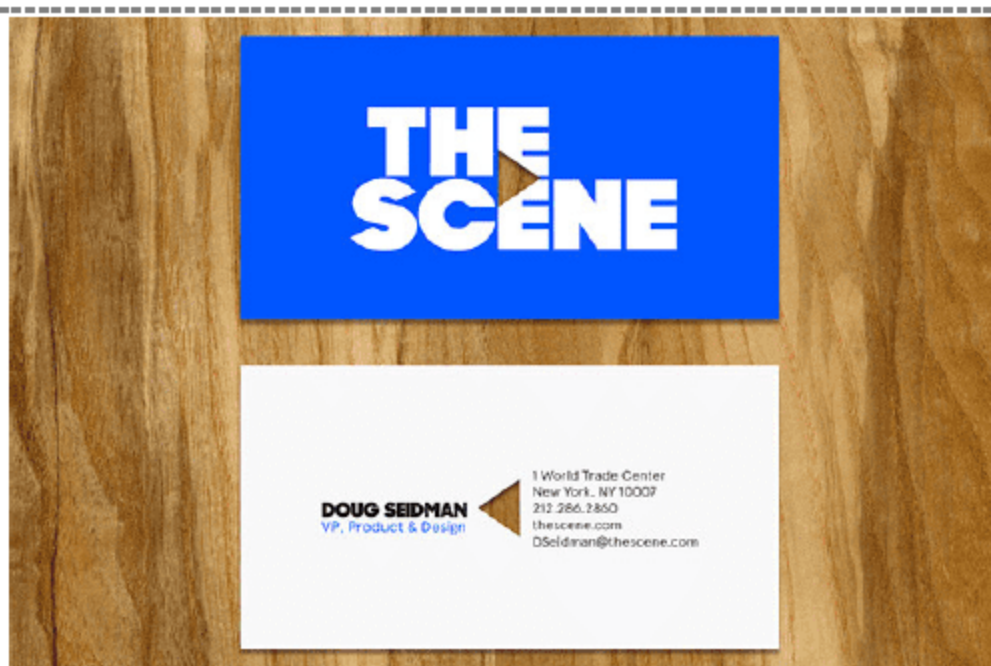 THE
SCENE
DOUG SEIDMAN
VP, Product & Design
1 World Trade Center
New York, NY 10007
212.286.2860
thescene.com
DSeidman@thescene.com